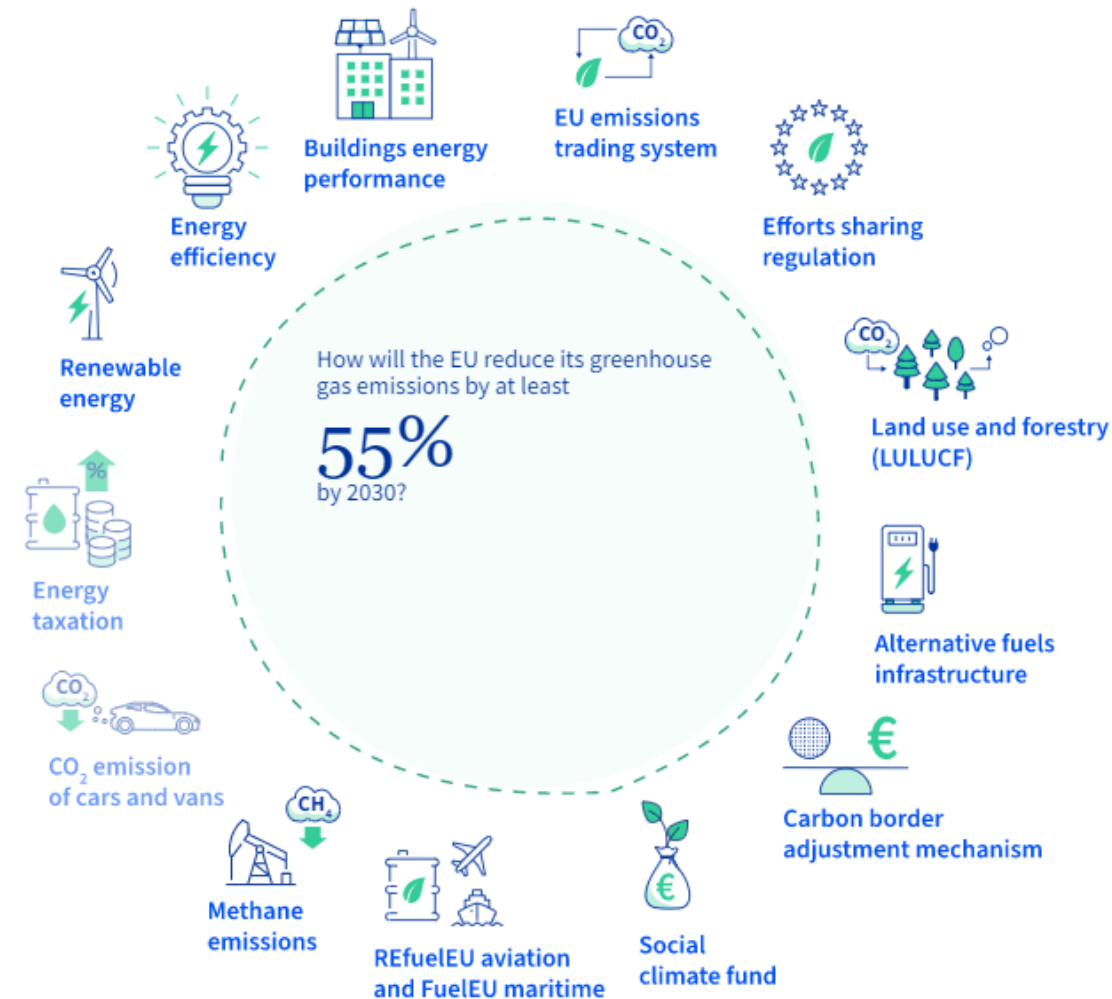 CO2
EU emissions
trading system
Buildings energy
performance
Efforts sharing
regulation
Energy
efficiency
CO2
Land use and forestry
(LULUCF)
Renewable
energy
How will the EU reduce its greenhouse
gas emissions by at least
55%
by 2030?
%
Energy
taxation
Alternative fuels
infrastructure
CO2
CO2 emission
of cars and vans
€
Carbon border
adjustment mechanism
CH4
Methane
emissions
REfuelEU aviation
and FuelEU maritime
€
Social
climate fund